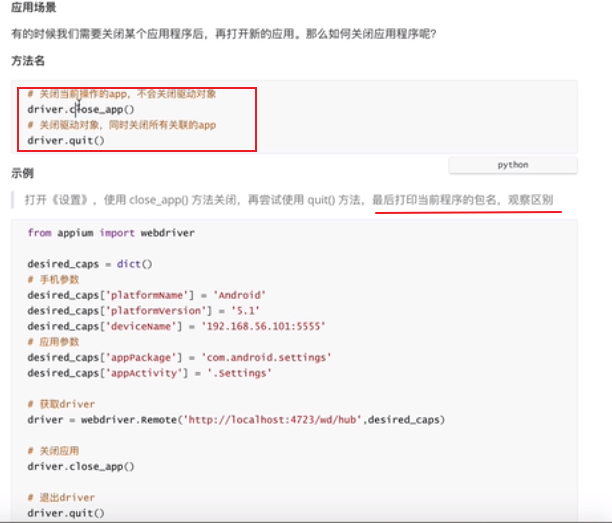 应用场景
有的时候我们需要关闭某个应用程序后，再打开新的应用。那么如何关闭应用程序呢?
方法名
# 关闭当前操作的app，不会关闭驱动对象
driver.close_app()
# 关闭驱动对象，同时关闭所有关联的app
driver.quit()
python
示例
打开《设置》，使用 close_app() 方法关闭，再尝试使用 quit() 方法，最后打印当前程序的包名，观察区别
from appium import webdriver
desired_caps = dict()
# 手机参数
desired_caps['platformName'] = 'Android'
desired_caps['platformVersion'] = '5.1'
desired_caps['deviceName'] = '192.168.56.101:5555'
# 应用参数
desired_caps['appPackage'] = 'com.android.settings'
desired_caps['appActivity'] = '.Settings'
# 获取driver
driver = webdriver.Remote('http://localhost:4723/wd/hub',desired_caps)
# 关闭应用
driver.close_app()
# 退出driver
driver.quit()